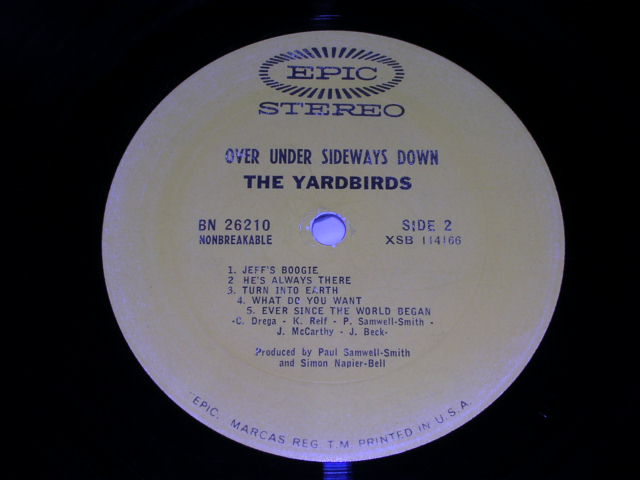 EPIC
STEREO
OVER UNDER SIDEWAYS DOWN
THE YARDBIRDS
BN 26210 SIDE 2
NONBREAKABLE XSB 114166
1. JEFF'S BOOGIE
2 HE'S ALWAYS THERE
3. TURN INTO EARTH
4. WHAT DO YOU WANT
5. EVER SINCE THE WORLD BEGAN
-C. Drega - K. Relf - P. Samwell-Smith -
J. McCarthy - J. Beck-
Produced by Paul Samwell-Smith
and Simon Napier-Bell
"EPIC, MARCAS REG. T.M. PRINTED IN U.S.A.